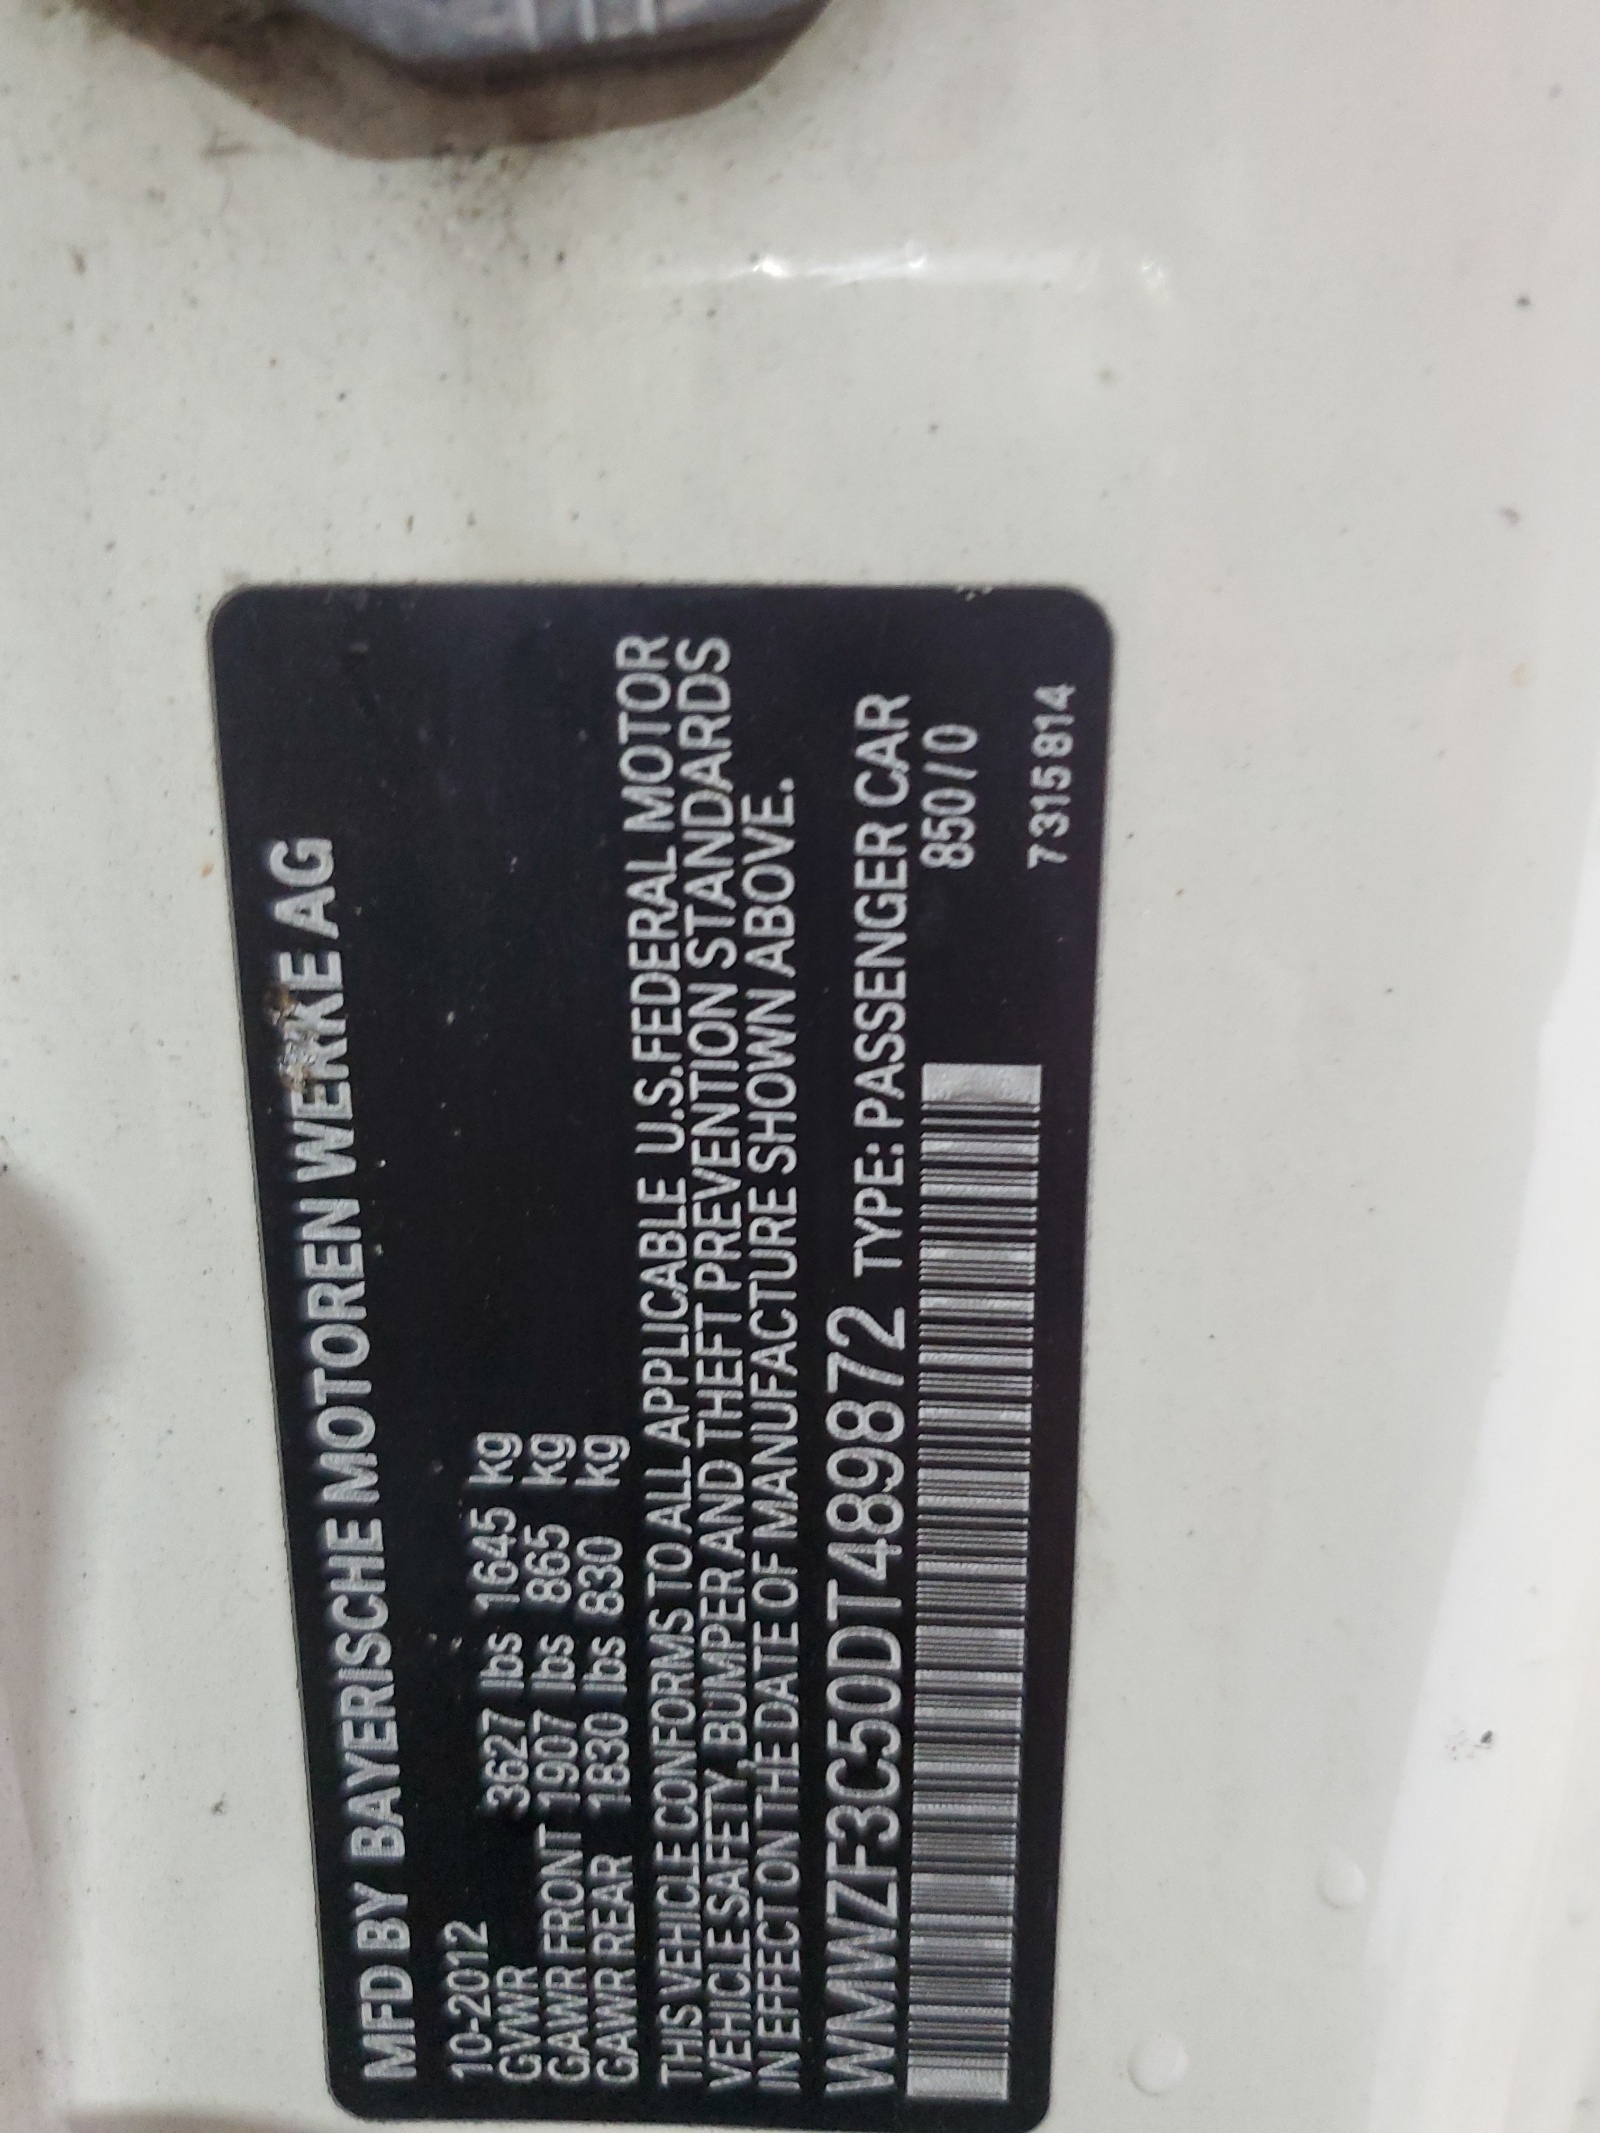 MFD BY BAYERISCHE MOTOREN WERKE AG
10-2012
GVWR 3627 lbs 1645 kg
GAWR FRONT 1907 lbs 865 kg
GAWR REAR 1830 lbs 830 kg
THIS VEHICLE CONFORMS TO ALL APPLICABLE U.S.FEDERAL MOTOR
VEHICLE SAFETY, BUMPER AND THEFT PREVENTION STANDARDS
IN EFFECT ON THE DATE OF MANUFACTURE SHOWN ABOVE.
WMWZF3C50DT489872 TYPE: PASSENGER CAR
850/0
7315814